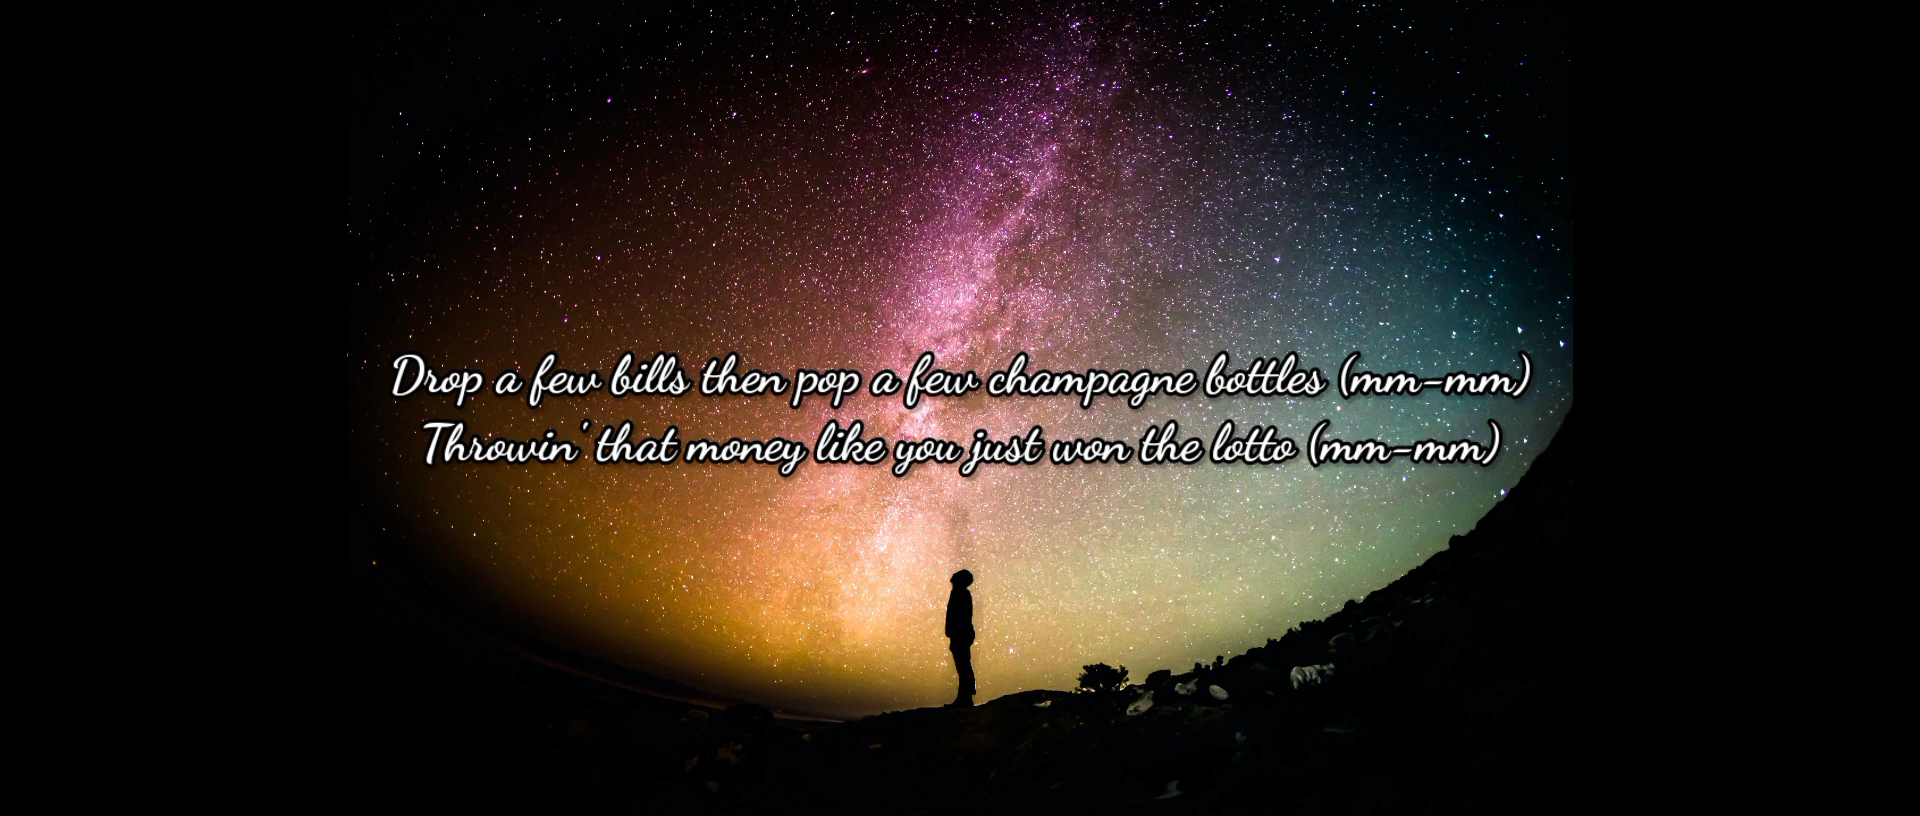 Drop a few bills then pop a few champagne bottles (mm-mm)
Throwin' that money like you just won the lotto (mm-mm)